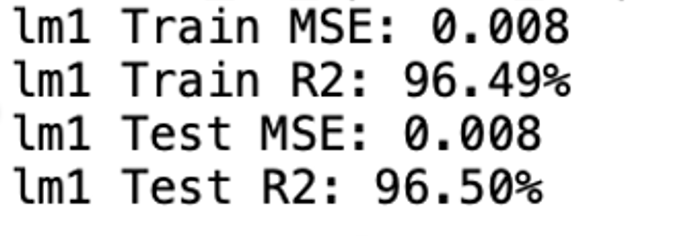 lm1 Train MSE: 0.008
lm1 Train R2: 96.49%
lm1 Test MSE: 0.008
lm1 Test R2: 96.50%